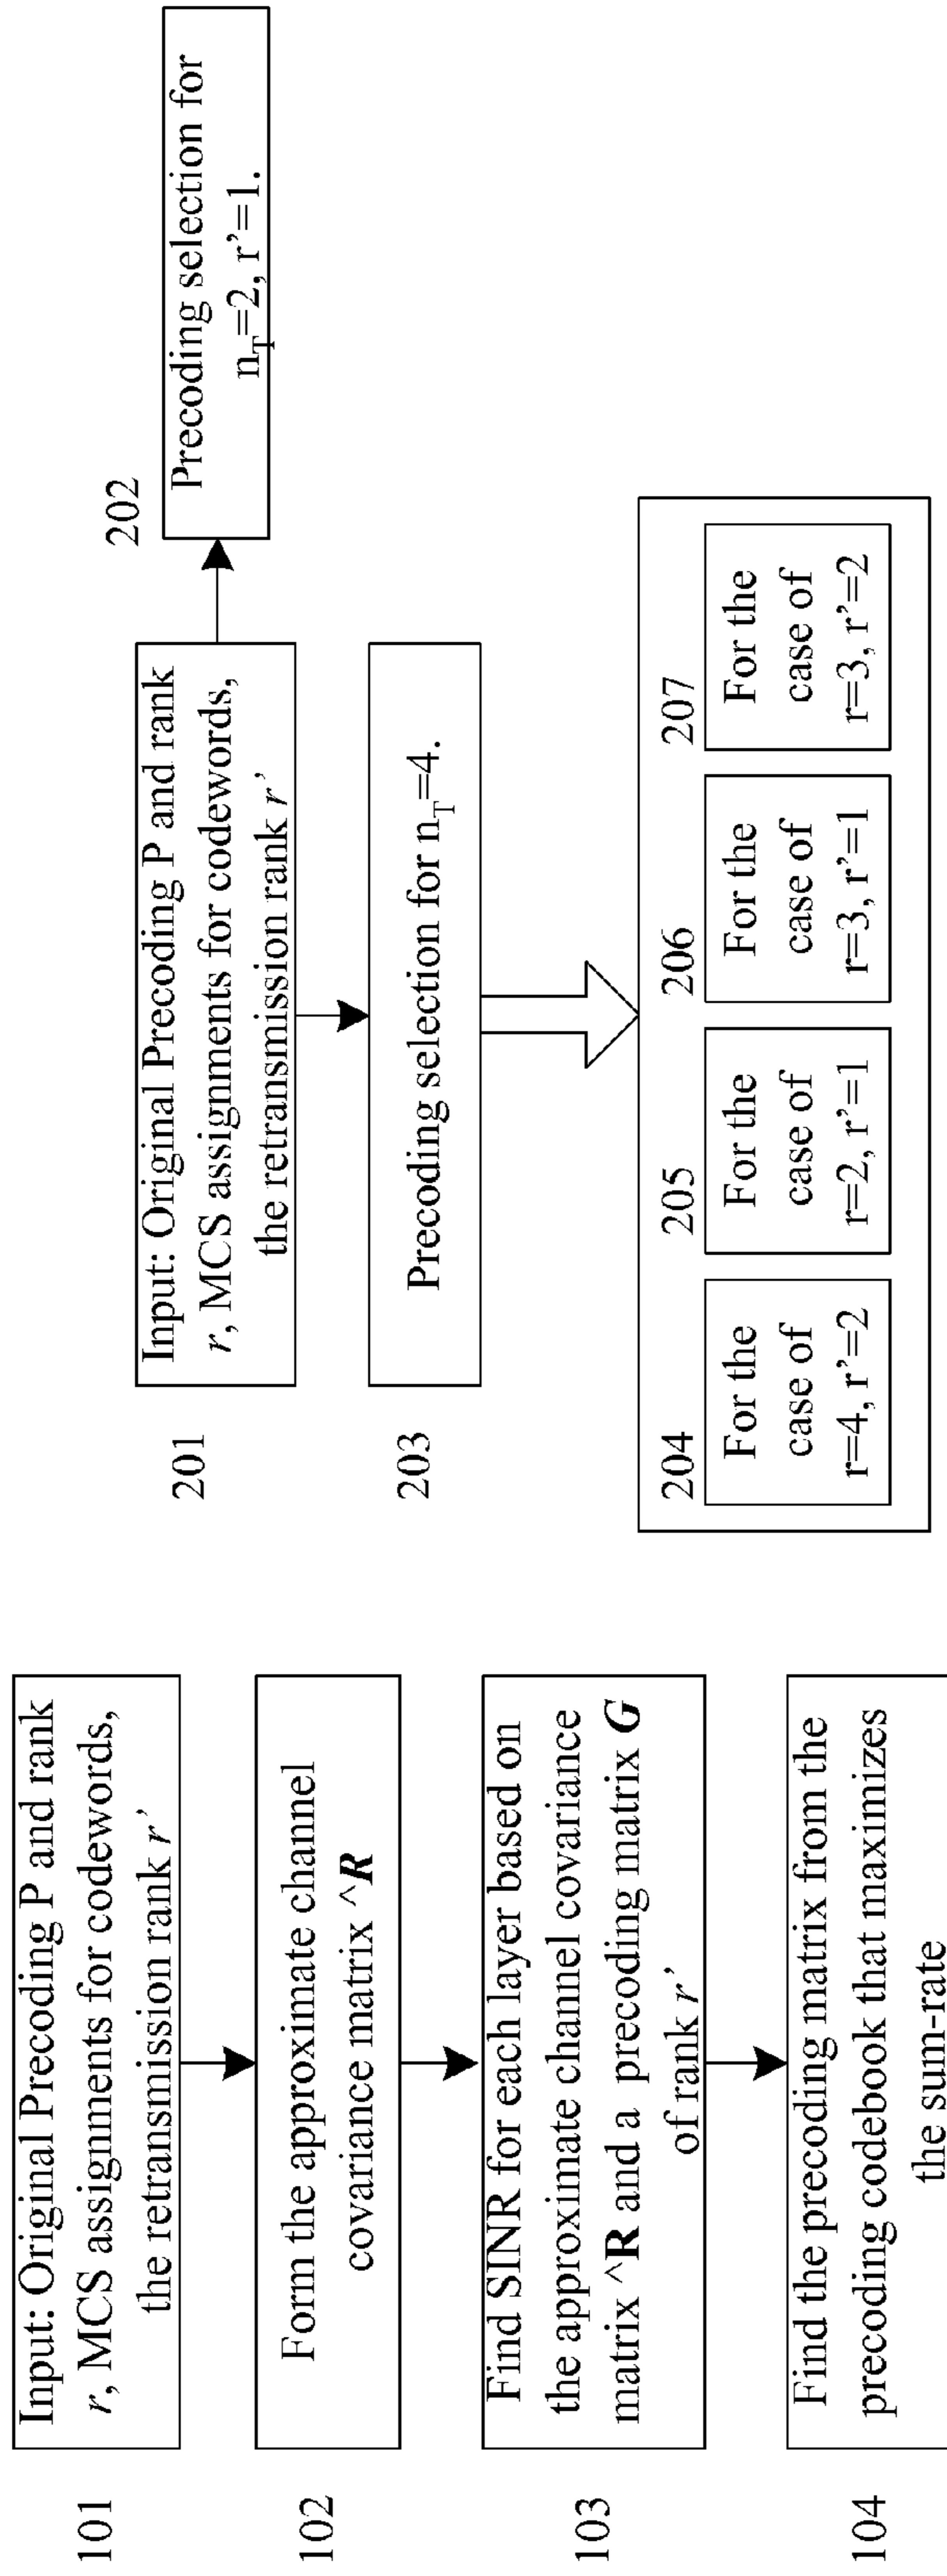 101
Input: Original Precoding P and rank
r, MCS assignments for codewords,
the retransmission rank r’
102
Form the approximate channel
covariance matrix ^R
103
Find SINR for each layer based on
the approximate channel covariance
matrix ^R and a precoding matrix G
of rank r’
104
Find the precoding matrix from the
precoding codebook that maximizes
the sum-rate
201
Input: Original Precoding P and rank
r, MCS assignments for codewords,
the retransmission rank r’
202
Precoding selection for
nT=2, r’=1.
203
Precoding selection for nT=4.
204
For the
case of
r=4, r’=2
205
For the
case of
r=2, r’=1
206
For the
case of
r=3, r’=1
207
For the
case of
r=3, r’=2